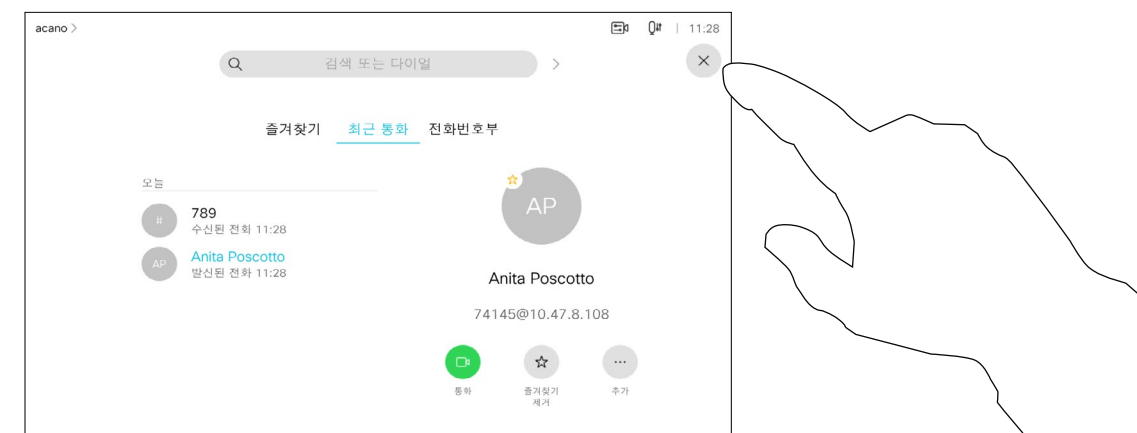 acano >
11:28
검색 또는 다이얼
즐겨찾기 최근 통화 전화번호부
오늘
#
789
수신된 전화 11:28
AP
Anita Poscotto
발신된 전화 11:28
AP
Anita Poscotto
74145@10.47.8.108
통화
즐겨찾기
제거
추가